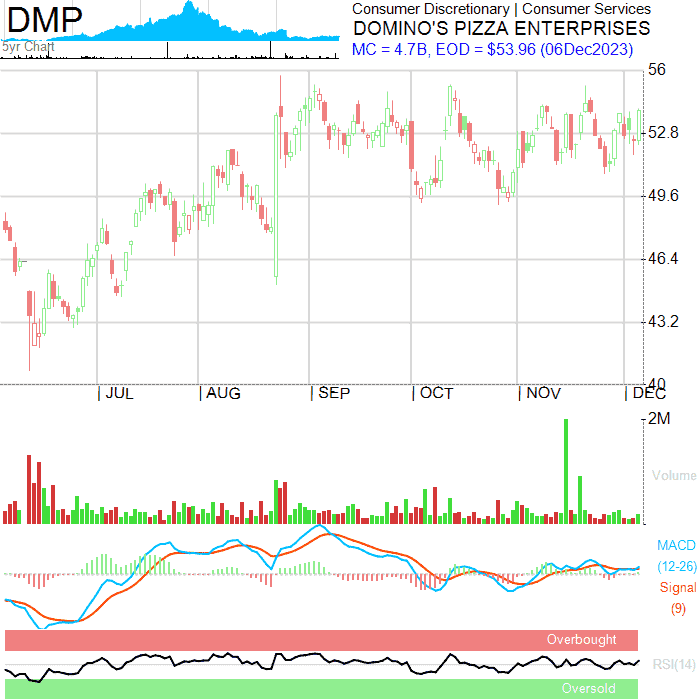 DMP
5yr Chart
Consumer Discretionary | Consumer Services
DOMINO'S PIZZA ENTERPRISES
MC = 4.7B, EOD = $53.96 (06Dec2023)
56
52.8
49.6
46.4
43.2
40
JUL
AUG
SEP
OCT
NOV
DEC
2M
Volume
MACD
(12-26)
Signal
(9)
Overbought
RSI(14)
Oversold